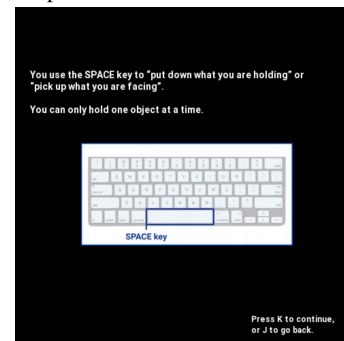 You use the SPACE key to “put down what you are holding” or
“pick up what you are facing”.
You can only hold one object at a time.
SPACE key
Press K to continue,
or J to go back.